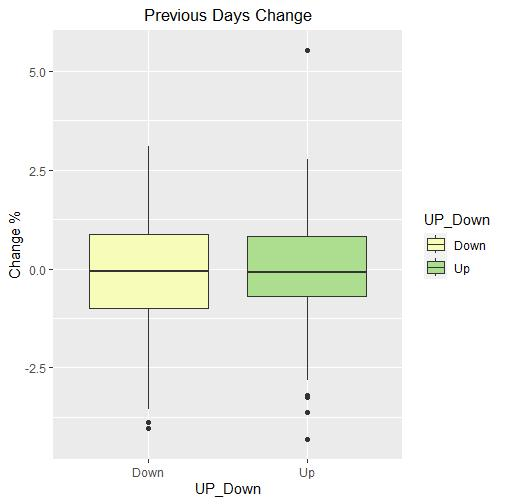 Previous Days Change
Change %
5.0
2.5
0.0
-2.5
Down
Up
UP_Down
UP_Down
Down
Up